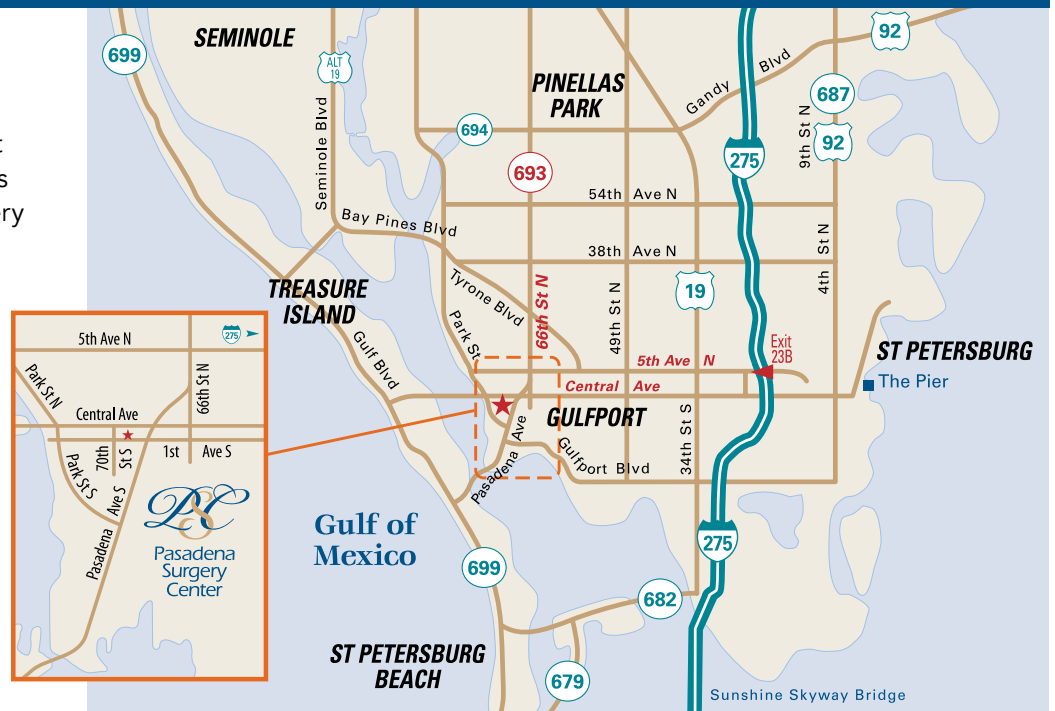 SEMINOLE
699
ALT
19
Seminole Blvd
PINELLAS
PARK
694
693
Gandy Blvd
92
687
92
9th St N
275
s
ery
54th Ave N
Bay Pines Blvd
38th Ave N
4th St N
TREASURE
ISLAND
Tyrone Blvd
66th St N
49th St N
19
Park St
Gulf Blvd
5th Ave N
Exit
23B
Central Ave
GULFPORT
ST PETERSBURG
The Pier
Pasadena Ave
Gulfport Blvd
34th St S
5th Ave N
275
Park St N
66th St N
Central Ave
70th
St S
1st Ave S
Park St S
Pasadena Ave S
PSC
Pasadena
Surgery
Center
Gulf of
Mexico
699
275
682
ST PETERSBURG
BEACH
679
Sunshine Skyway Bridge